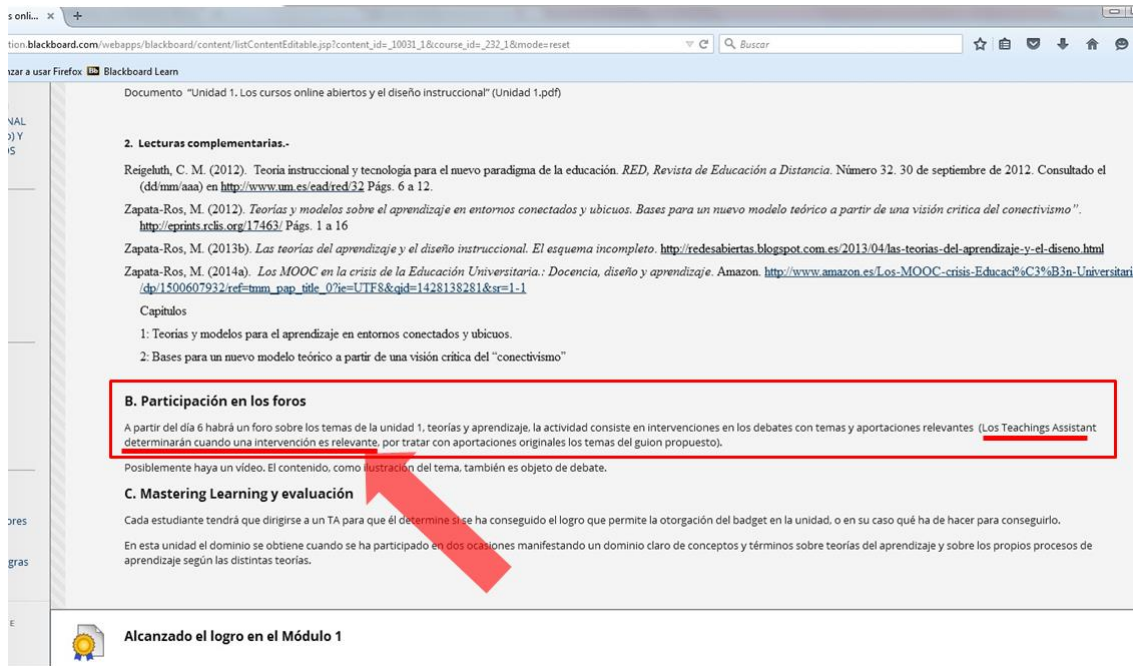 s onli...
tion.blackboard.com/webapps/blackboard/content/listContentEditable.jsp?content_id=_10031_1&course_id=_232_1&mode=reset
Buscar
nzar a usar Firefox Bb Blackboard Learn
NAL
o) Y
OS
ores
gras
E
Documento "Unidad 1. Los cursos online abiertos y el diseño instruccional" (Unidad 1.pdf)
2. Lecturas complementarias.-
Reigeluth, C. M. (2012). Teoria instruccional y tecnología para el nuevo paradigma de la educación. RED, Revista de Educación a Distancia. Número 32. 30 de septiembre de 2012. Consultado el
(dd/mm/aaa) en http://www.um.es/ead/red/32 Págs. 6 a 12.
Zapata-Ros, M. (2012). Teorías y modelos sobre el aprendizaje en entornos conectados y ubicuos. Bases para un nuevo modelo teórico a partir de una visión critica del conectivismo".
http://eprints.rclis.org/17463/ Págs. 1 a 16
Zapata-Ros, M. (2013b). Las teorías del aprendizaje y el diseño instruccional. El esquema incompleto. http://redesabiertas.blogspot.com.es/2013/04/las-teorias-del-aprendizaje-y-el-diseno.html
Zapata-Ros, M. (2014a). Los MOOC en la crisis de la Educación Universitaria.: Docencia, diseño y aprendizaje. Amazon. http://www.amazon.es/Los-MOOC-crisis-Educaci%C3%B3n-Universitari
/dp/1500607932/ref=tmm_pap_title_0?ie=UTF8&qid=1428138281&sr=1-1
Capitulos
1: Teorias y modelos para el aprendizaje en entornos conectados y ubicuos.
2: Bases para un nuevo modelo teórico a partir de una visión critica del "conectivismo"
B. Participación en los foros
A partir del día 6 habrá un foro sobre los temas de la unidad 1, teorías y aprendizaje, la actividad consiste en intervenciones en los debates con temas y aportaciones relevantes (Los Teachings Assistant
determinarán cuando una intervención es relevante, por tratar con aportaciones originales los temas del guion propuesto).
Posiblemente haya un vídeo. El contenido, como ilustración del tema, también es objeto de debate.
C. Mastering Learning y evaluación
Cada estudiante tendrá que dirigirse a un TA para que él determine si se ha conseguido el logro que permite la otorgación del badget en la unidad, o en su caso qué ha de hacer para conseguirlo.
En esta unidad el dominio se obtiene cuando se ha participado en dos ocasiones manifestando un dominio claro de conceptos y términos sobre teorías del aprendizaje y sobre los propios procesos de
aprendizaje según las distintas teorías.
Alcanzado el logro en el Módulo 1